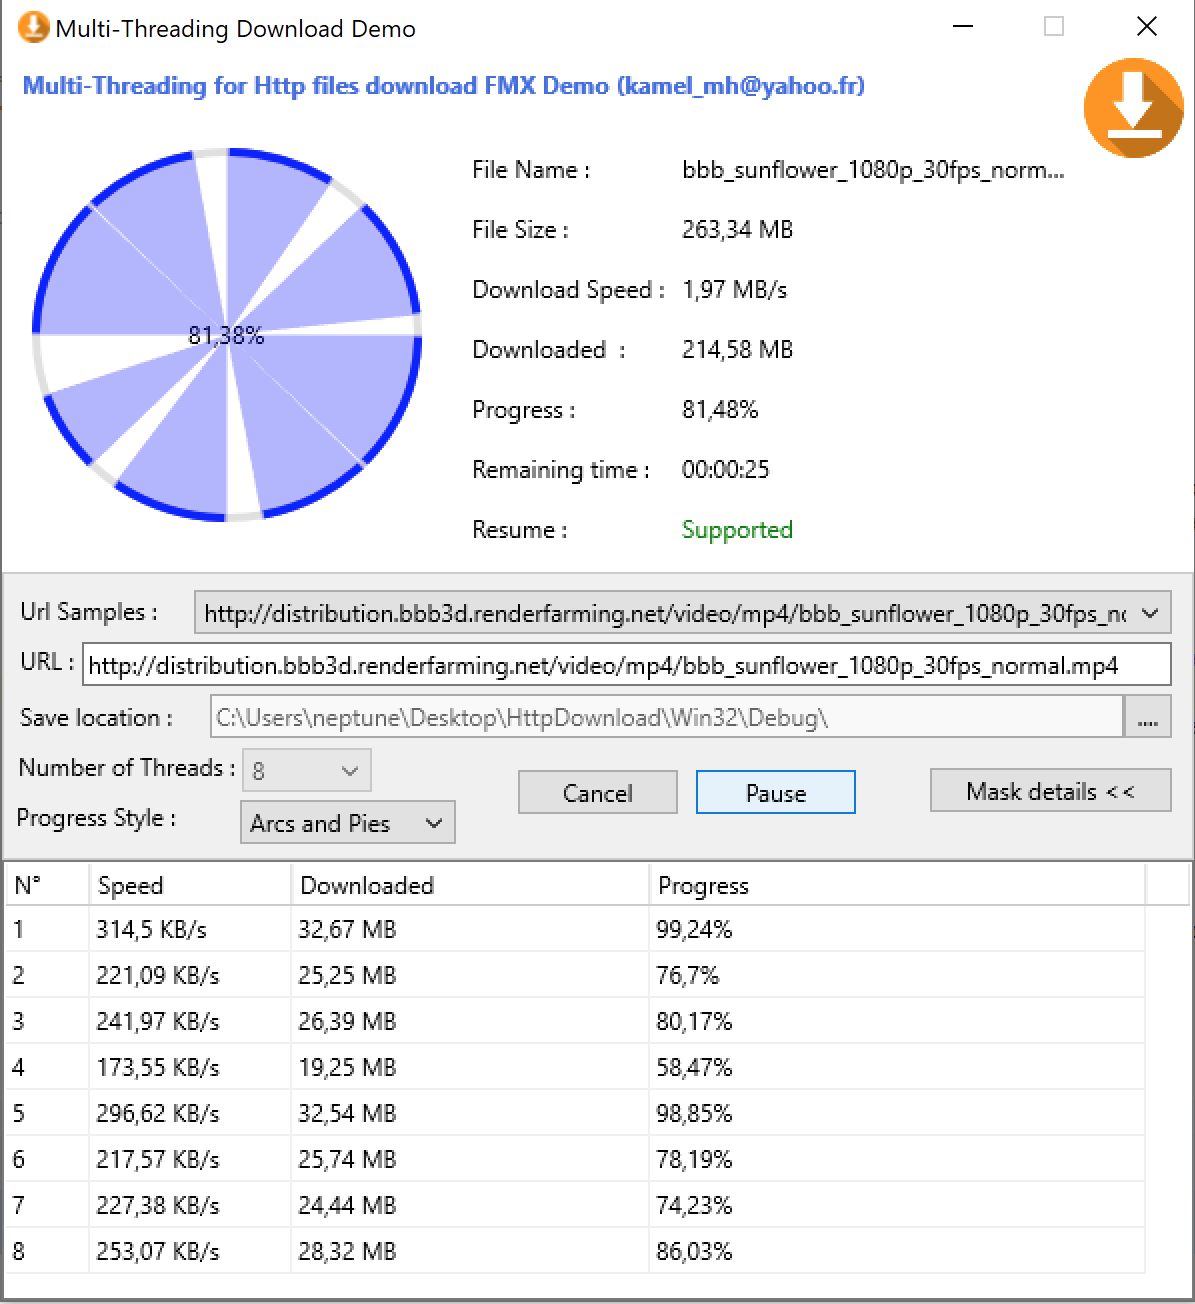 Multi-Threading Download Demo
Multi-Threading for Http files download FMX Demo (kamel_mh@yahoo.fr)
81,38%
File Name : bbb_sunflower_1080p_30fps_norm...
File Size : 263,34 MB
Download Speed : 1,97 MB/s
Downloaded : 214,58 MB
Progress : 81,48%
Remaining time : 00:00:25
Resume : Supported
Url Samples : http://distribution.bbb3d.renderfarming.net/video/mp4/bbb_sunflower_1080p_30fps_nc
URL : http://distribution.bbb3d.renderfarming.net/video/mp4/bbb_sunflower_1080p_30fps_normal.mp4
Save location : C:\Users\neptune\Desktop\HttpDownload\Win32\Debug\ ....
Number of Threads : 8
Cancel Pause Mask details <<
Progress Style : Arcs and Pies
N° Speed Downloaded Progress
1 314,5 KB/s 32,67 MB 99,24%
2 221,09 KB/s 25,25 MB 76,7%
3 241,97 KB/s 26,39 MB 80,17%
4 173,55 KB/s 19,25 MB 58,47%
5 296,62 KB/s 32,54 MB 98,85%
6 217,57 KB/s 25,74 MB 78,19%
7 227,38 KB/s 24,44 MB 74,23%
8 253,07 KB/s 28,32 MB 86,03%